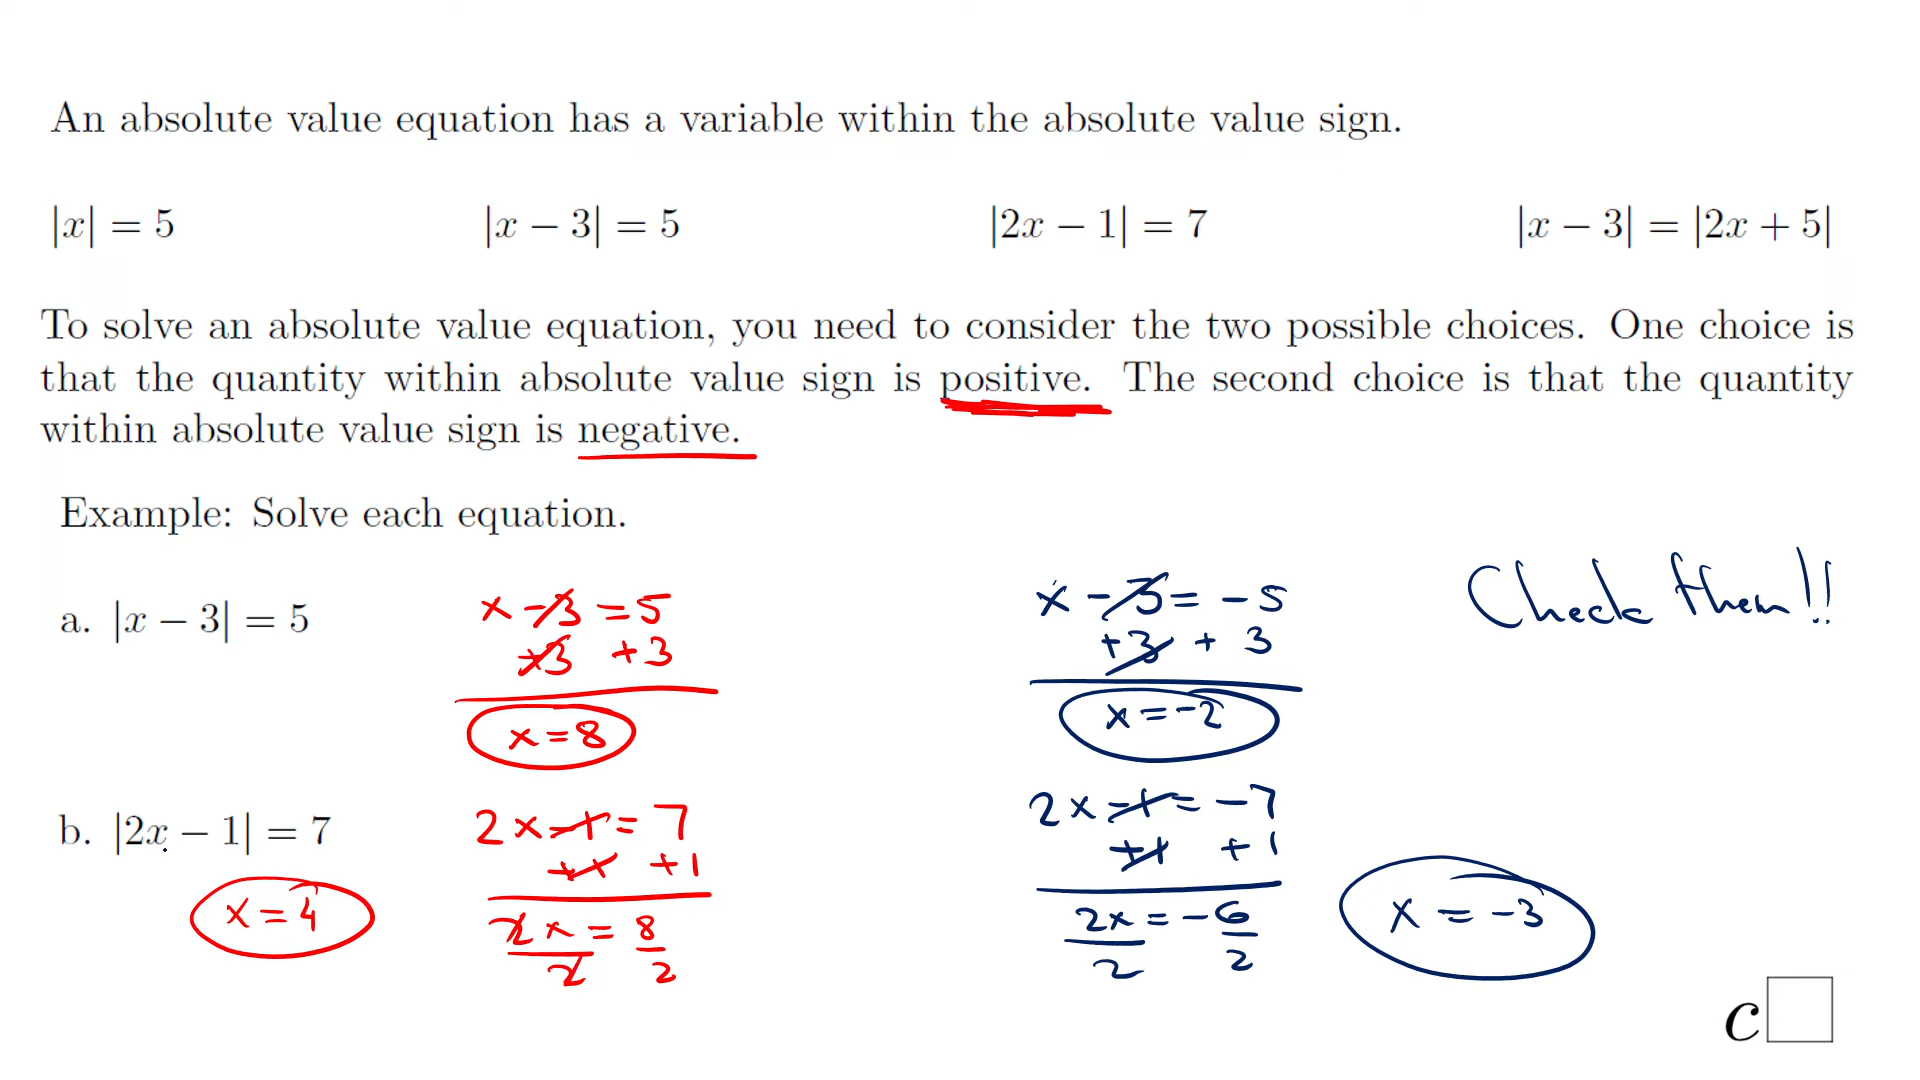 An absolute value equation has a variable within the absolute value sign.
|x| = 5 |x − 3| = 5 |2x − 1| = 7 |x − 3| = |2x + 5|
To solve an absolute value equation, you need to consider the two possible choices. One choice is
that the quantity within absolute value sign is positive. The second choice is that the quantity
within absolute value sign is negative.
Example: Solve each equation.
a. |x − 3| = 5
x − 3 = 5
+3 +3
x = 8
x − 3 = −5
+3 + 3
x = −2
Check them!!
b. |2x − 1| = 7
x = 4
2x − 1 = 7
+1 +1
2x = 8
2 2
2x − 1 = −7
+1 +1
2x = −6
2 2
x = −3
c